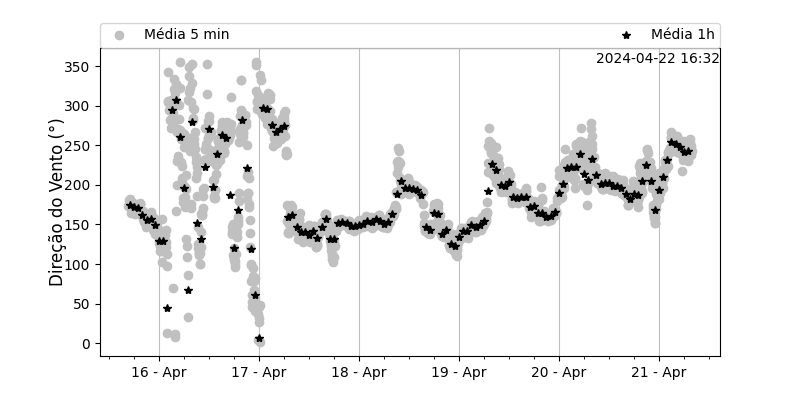 Média 5 min
Média 1h
2024-04-22 16:32
Direção do Vento (°)
350
300
250
200
150
100
50
0
16 - Apr
17 - Apr
18 - Apr
19 - Apr
20 - Apr
21 - Apr